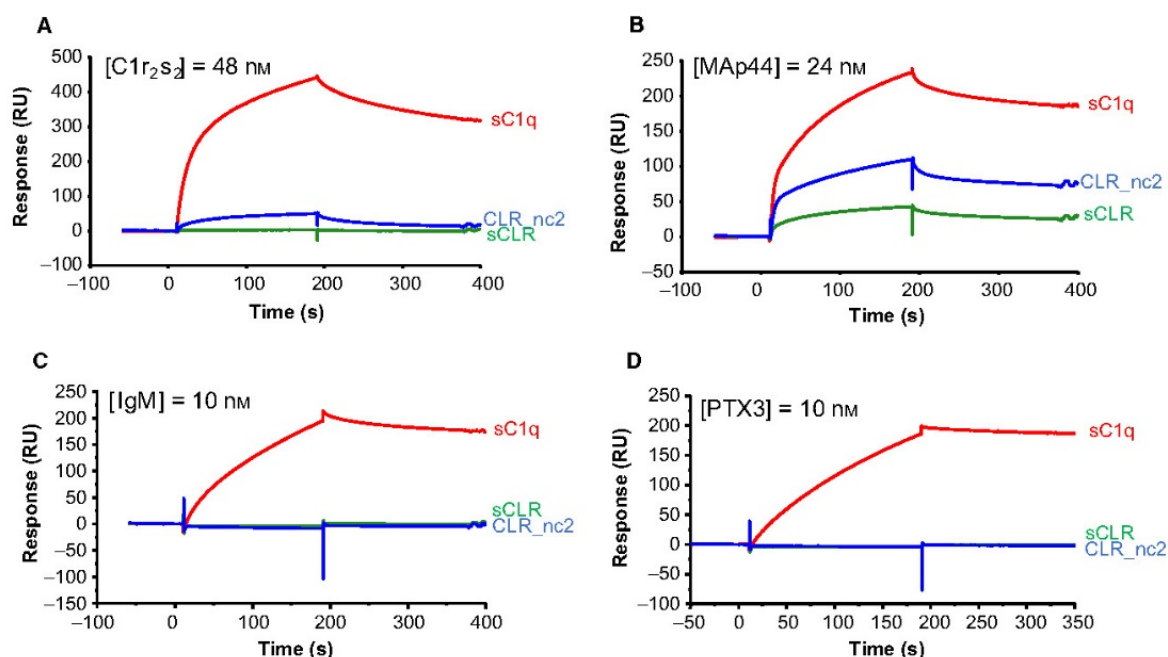 A
[C1r₂s₂] = 48 nM
Response (RU)
500
400
300
200
100
0
–100
sC1q
CLR_nc2
sCLR
–100 0 100 200 300 400
Time (s)
B
[MAp44] = 24 nM
Response (RU)
250
200
150
100
50
0
–50
sC1q
CLR_nc2
sCLR
–100 0 100 200 300 400
Time (s)
C
[IgM] = 10 nM
Response (RU)
250
200
150
100
50
0
–50
–100
–150
sC1q
sCLR
CLR_nc2
–100 0 100 200 300 400
Time (s)
D
[PTX3] = 10 nM
Response (RU)
250
200
150
100
50
0
–50
–100
sC1q
sCLR
CLR_nc2
–50 0 50 100 150 200 250 300 350
Time (s)